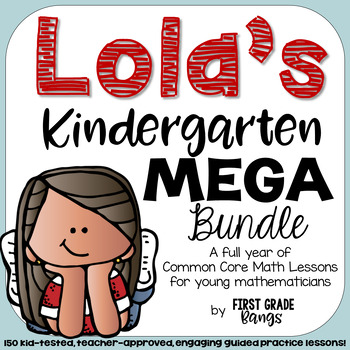 Lola's
Kindergarten
MEGA
Bundle
A full year of
Common Core Math Lessons
for young mathematicians
by FIRST GRADE
Bangs
150 kid-tested, teacher-approved, engaging guided practice lessons!